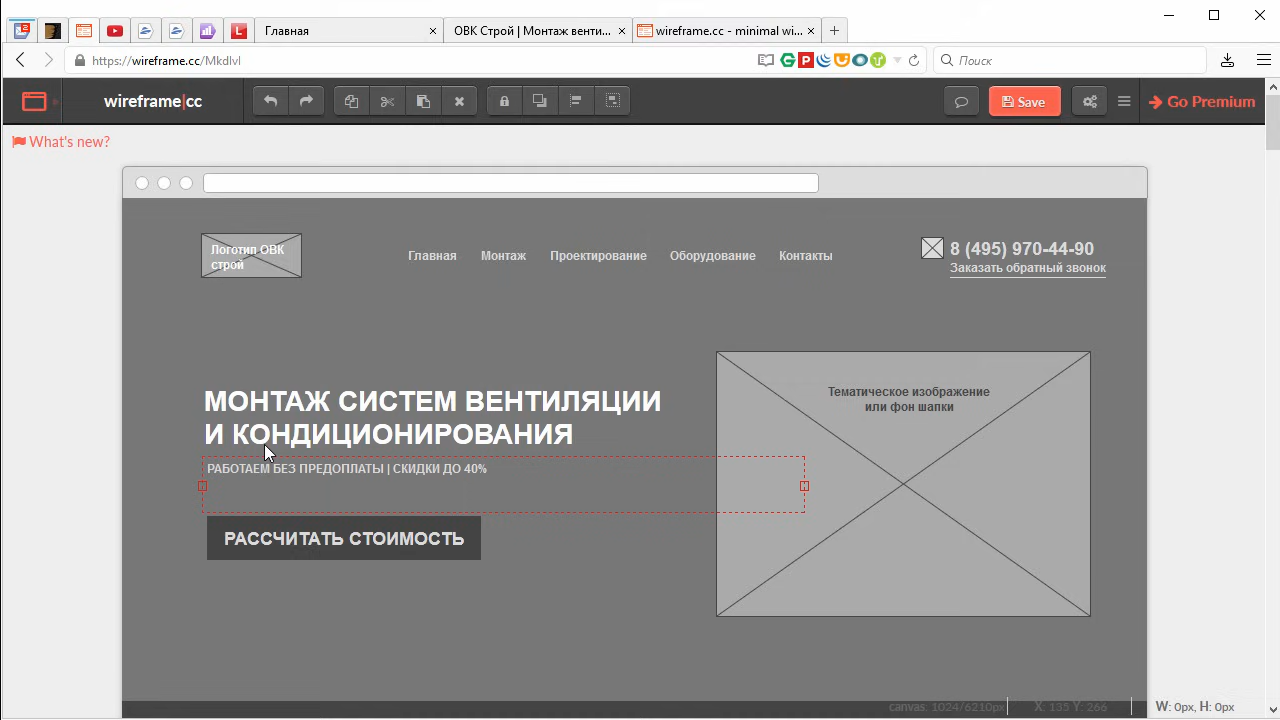 Главная
ОВК Строй | Монтаж венти...
wireframe.cc - minimal wi...
https://wireframe.cc/Mkdlvl
Поиск
wireframe|cc
Save
Go Premium
What's new?
Логотип ОВК
строй
Главная
Монтаж
Проектирование
Оборудование
Контакты
8 (495) 970-44-90
Заказать обратный звонок
МОНТАЖ СИСТЕМ ВЕНТИЛЯЦИИ
И КОНДИЦИОНИРОВАНИЯ
РАБОТАЕМ БЕЗ ПРЕДОПЛАТЫ | СКИДКИ ДО 40%
РАССЧИТАТЬ СТОИМОСТЬ
Тематическое изображение
или фон шапки
canvas: 1024/6210px
X: 135 Y: 266
W: 0px, H: 0px